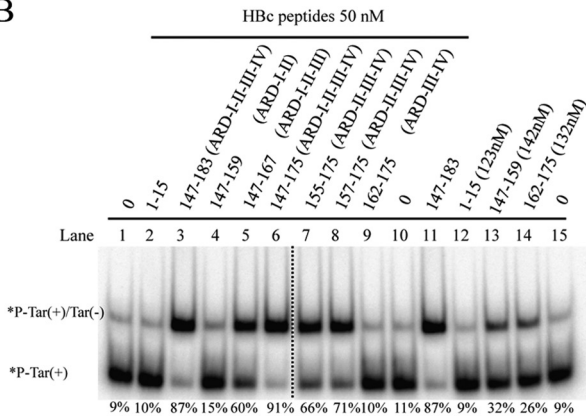 B
HBc peptides 50 nM
0
1-15
147-183 (ARD-I-II-III-IV)
147-159 (ARD-I-II)
147-167 (ARD-I-II-III)
147-175 (ARD-I-II-III-IV)
155-175 (ARD-II-III-IV)
157-175 (ARD-II-III-IV)
162-175 (ARD-III-IV)
0
147-183
1-15 (123nM)
147-159 (142nM)
162-175 (132nM)
0
Lane 1 2 3 4 5 6 7 8 9 10 11 12 13 14 15
*P-Tar(+)/Tar(-)
*P-Tar(+)
9% 10% 87% 15% 60% 91% 66% 71% 10% 11% 87% 9% 32% 26% 9%